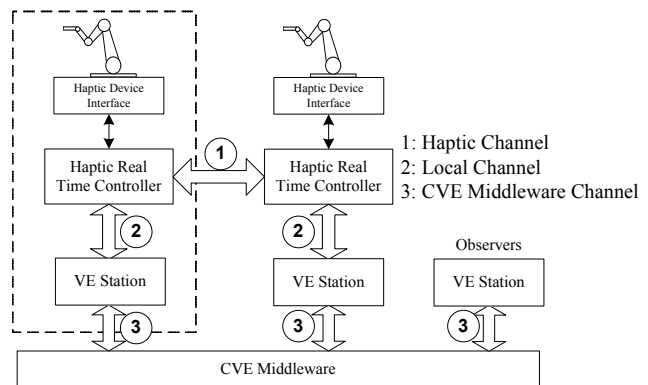 Haptic Device
Interface
Haptic Device
Interface
Haptic Real
Time Controller
1
Haptic Real
Time Controller
1: Haptic Channel
2: Local Channel
3: CVE Middleware Channel
2
2
Observers
VE Station
VE Station
VE Station
3
3
3
CVE Middleware